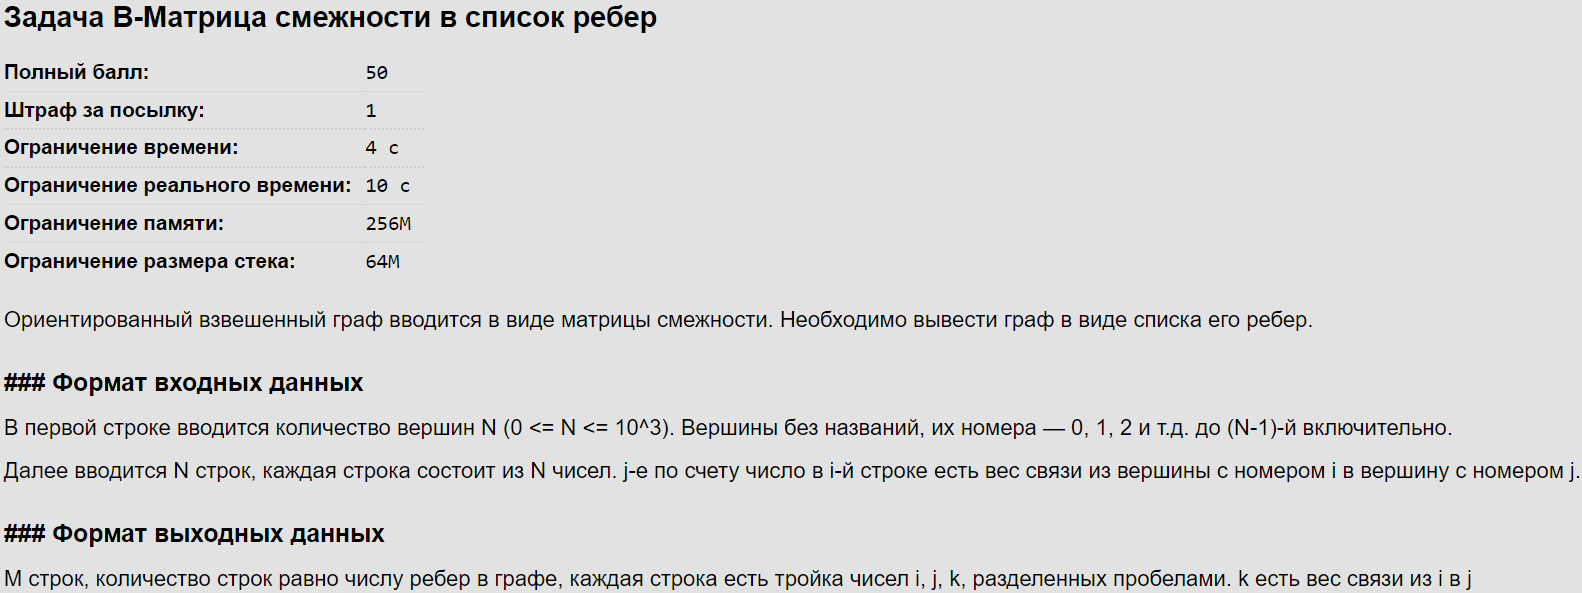 Задача B-Матрица смежности в список ребер
Полный балл: 50
Штраф за посылку: 1
Ограничение времени: 4 с
Ограничение реального времени: 10 с
Ограничение памяти: 256M
Ограничение размера стека: 64M
Ориентированный взвешенный граф вводится в виде матрицы смежности. Необходимо вывести граф в виде списка его ребер.
### Формат входных данных
В первой строке вводится количество вершин N (0 <= N <= 10^3). Вершины без названий, их номера — 0, 1, 2 и т.д. до (N-1)-й включительно.
Далее вводится N строк, каждая строка состоит из N чисел. j-е по счету число в i-й строке есть вес связи из вершины с номером i в вершину с номером j.
### Формат выходных данных
М строк, количество строк равно числу ребер в графе, каждая строка есть тройка чисел i, j, k, разделенных пробелами. k есть вес связи из i в j